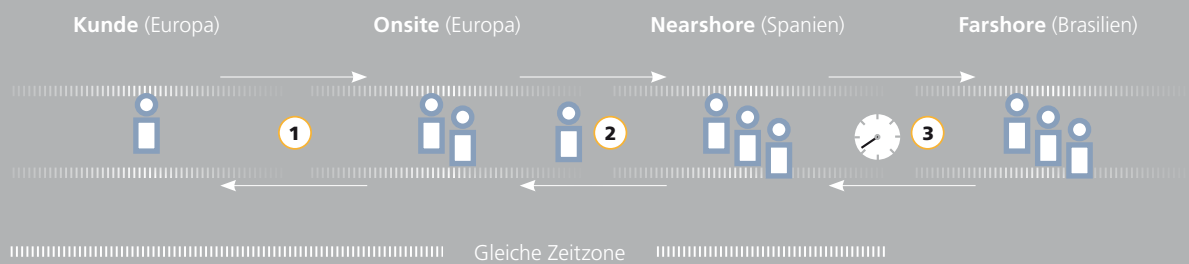 Kunde (Europa) Onsite (Europa) Nearshore (Spanien) Farshore (Brasilien)
1 2 3
Gleiche Zeitzone